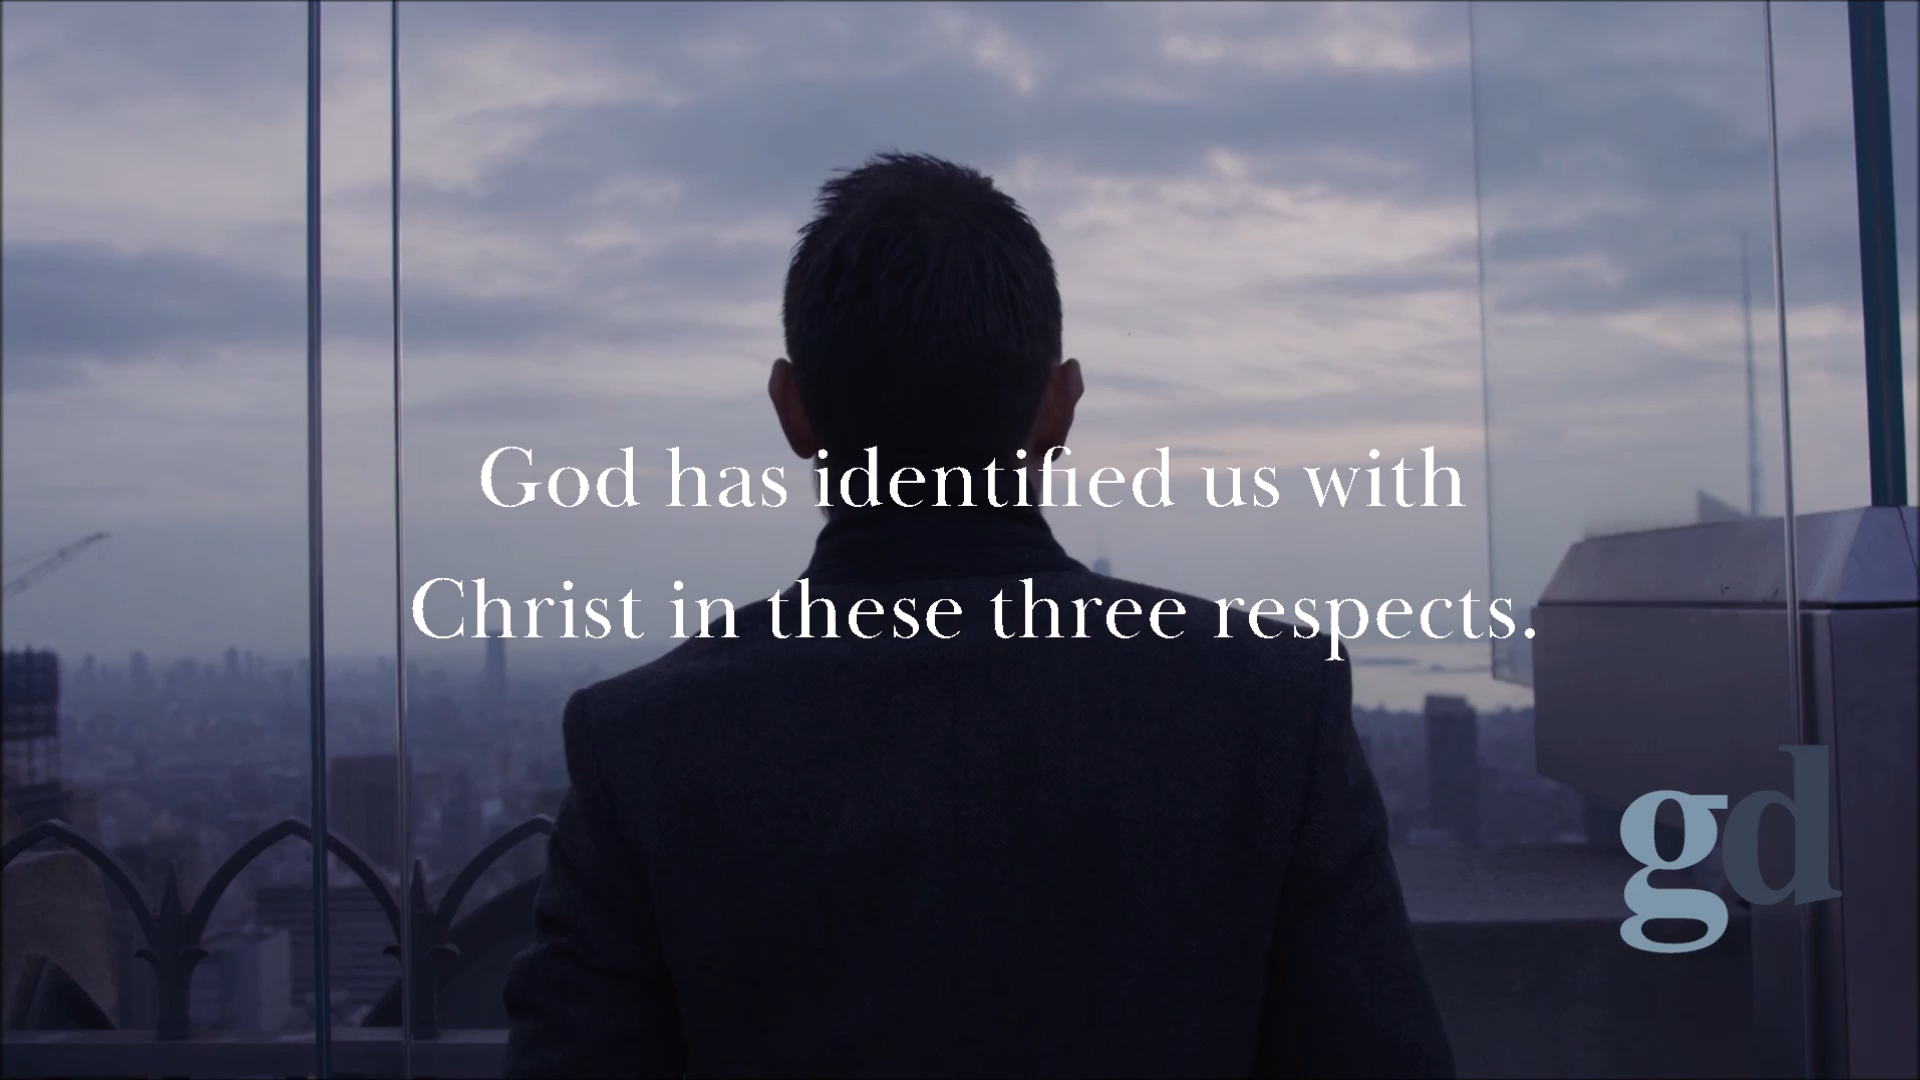 God has identified us with
Christ in these three respects.
gd